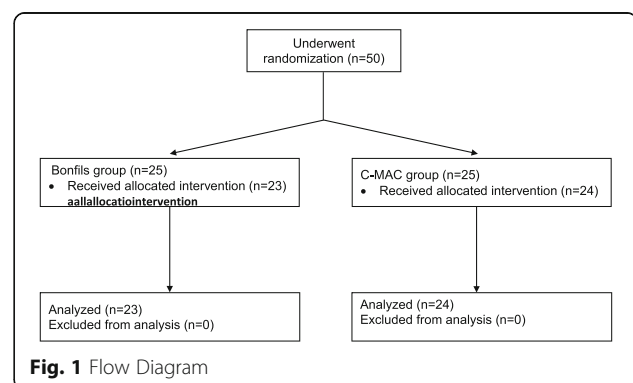 Underwent
randomization (n=50)
Bonfils group (n=25)
• Received allocated intervention (n=23)
aallallocatiointervention
C-MAC group (n=25)
• Received allocated intervention (n=24)
Analyzed (n=23)
Excluded from analysis (n=0)
Analyzed (n=24)
Excluded from analysis (n=0)
Fig. 1 Flow Diagram